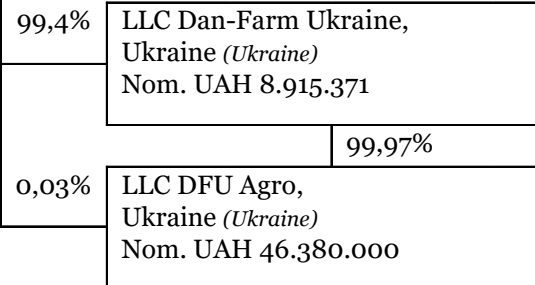 99,4%
LLC Dan-Farm Ukraine,
Ukraine (Ukraine)
Nom. UAH 8.915.371
99,97%
0,03%
LLC DFU Agro,
Ukraine (Ukraine)
Nom. UAH 46.380.000